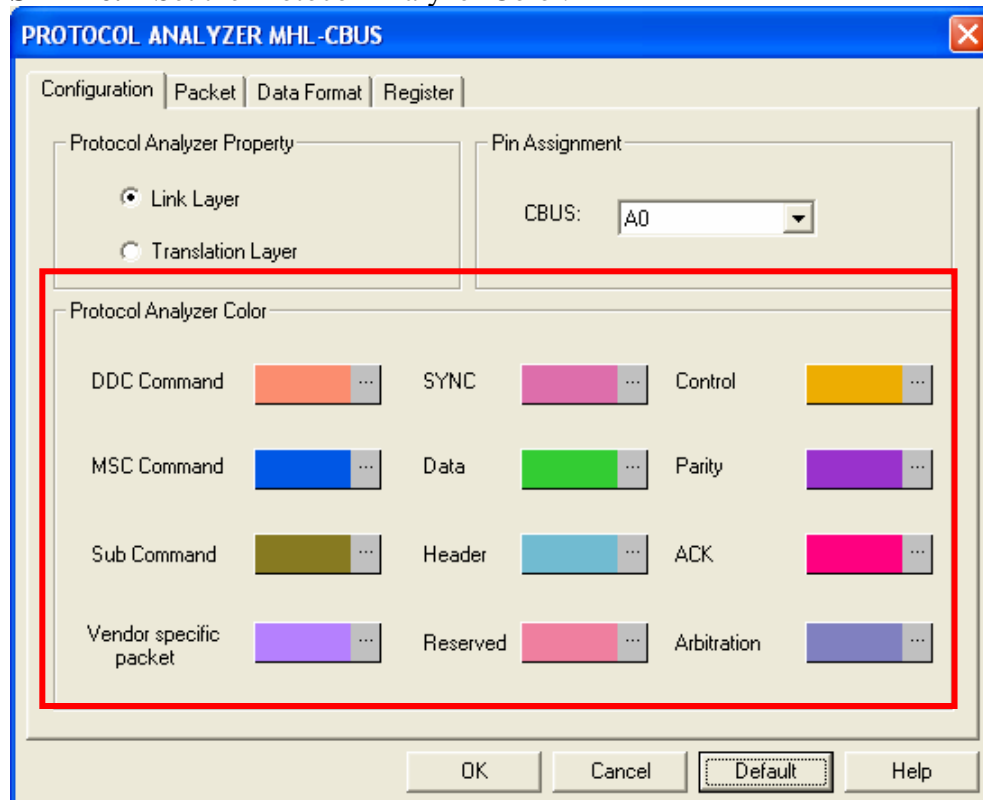 PROTOCOL ANALYZER MHL-CBUS
Configuration Packet Data Format Register
Protocol Analyzer Property
Link Layer
Translation Layer
Pin Assignment
CBUS: A0
Protocol Analyzer Color
DDC Command ... SYNC ... Control ...
MSC Command ... Data ... Parity ...
Sub Command ... Header ... ACK ...
Vendor specific
packet ... Reserved ... Arbitration ...
OK Cancel Default Help